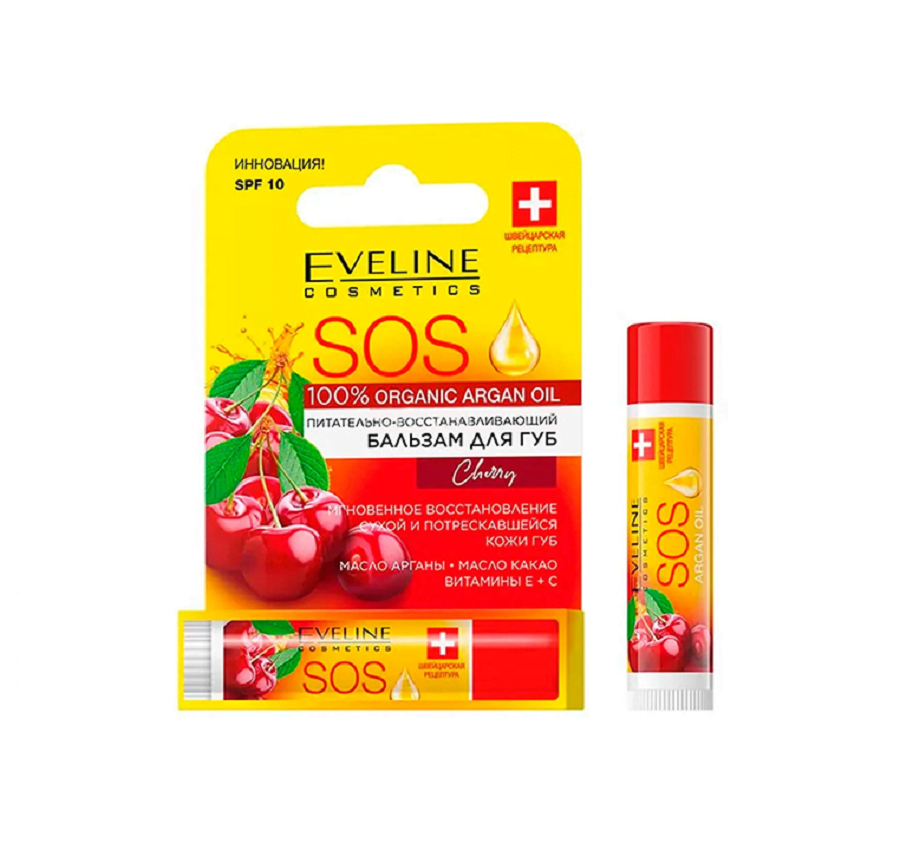 ИННОВАЦИЯ!
SPF 10
ШВЕЙЦАРСКАЯ
РЕЦЕПТУРА
EVELINE
COSMETICS
SOS
100% ORGANIC ARGAN OIL
ПИТАТЕЛЬНО-ВОССТАНАВЛИВАЮЩИЙ
БАЛЬЗАМ ДЛЯ ГУБ
Cherry
МГНОВЕННОЕ ВОССТАНОВЛЕНИЕ
СУХОЙ И ПОТРЕСКАВШЕЙСЯ
КОЖИ ГУБ
МАСЛО АРГАНЫ • МАСЛО КАКАО
ВИТАМИНЫ Е + С
EVELINE
COSMETICS
SOS
ШВЕЙЦАРСКАЯ
РЕЦЕПТУРА
ШВЕЙЦАРСКАЯ
РЕЦЕПТУРА
EVELINE
COSMETICS
SOS
ARGAN OIL